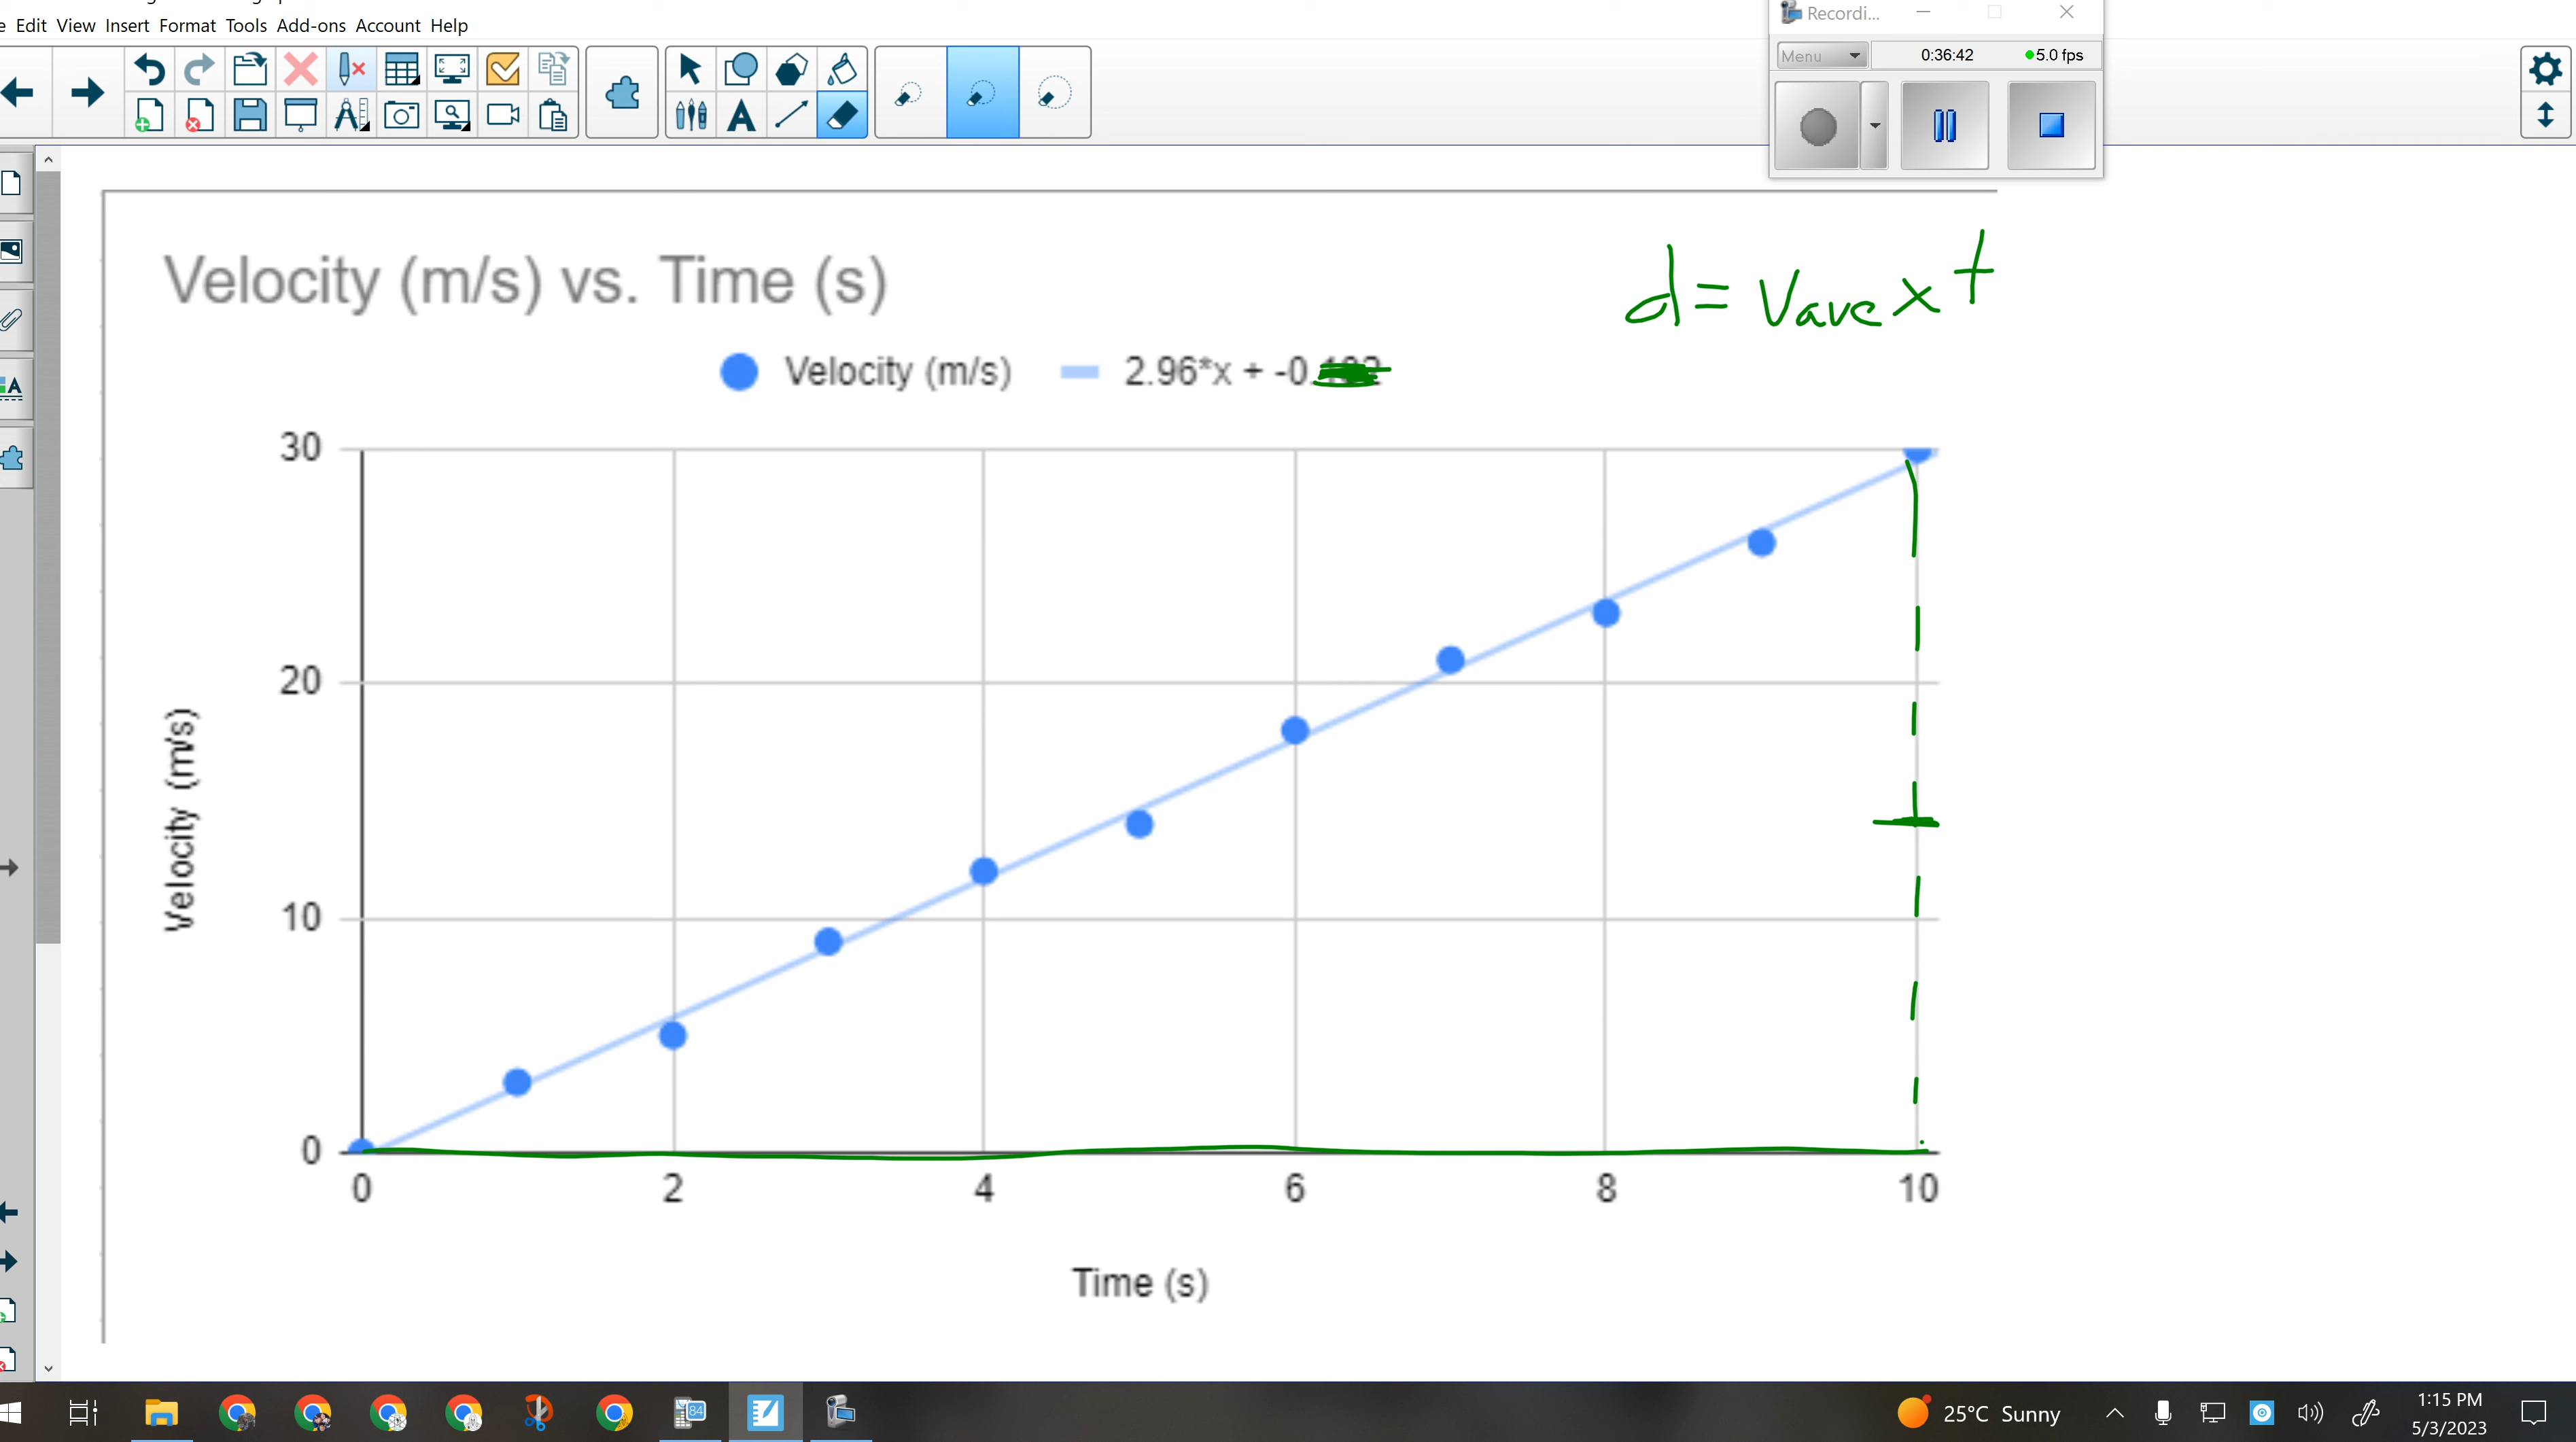 Edit View Insert Format Tools Add-ons Account Help
Recordi...
Menu
0:36:42
5.0 fps
Velocity (m/s) vs. Time (s)
d = Vave x t
Velocity (m/s)
2.96*x + -0.
30
20
10
0
Velocity (m/s)
0 2 4 6 8 10
Time (s)
84
25°C Sunny
1:15 PM
5/3/2023